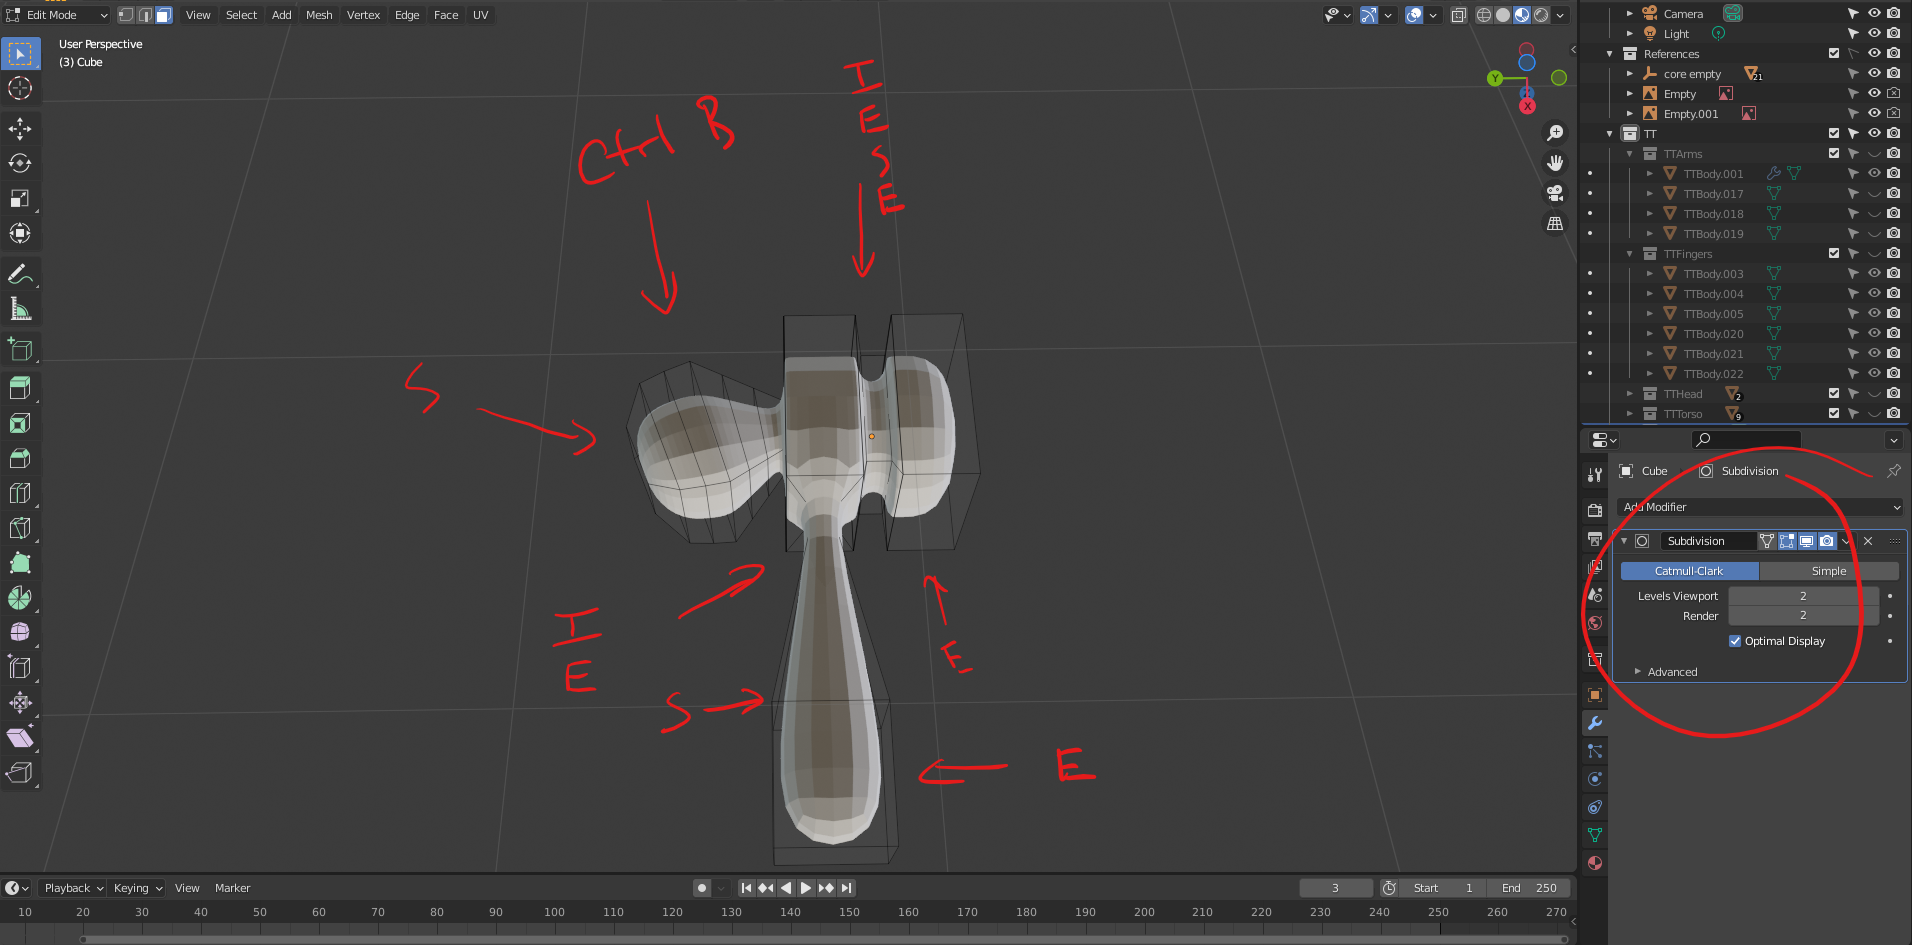 Edit Mode View Select Add Mesh Vertex Edge Face UV
User Perspective
(3) Cube
Ctrl B
I
E
S
E
S
I
E
S
E
E
Y
X
Camera
Light
References
core empty 21
Empty
Empty.001
TT
TTArms
TTBody.001
TTBody.017
TTBody.018
TTBody.019
TTFingers
TTBody.003
TTBody.004
TTBody.005
TTBody.020
TTBody.021
TTBody.022
TTHead 2
TTTorso 9
Cube Subdivision
Add Modifier
Subdivision
Catmull-Clark Simple
Levels Viewport 2
Render 2
Optimal Display
Advanced
Playback Keying View Marker 3 Start 1 End 250
10 20 30 40 50 60 70 80 90 100 110 120 130 140 150 160 170 180 190 200 210 220 230 240 250 260 270